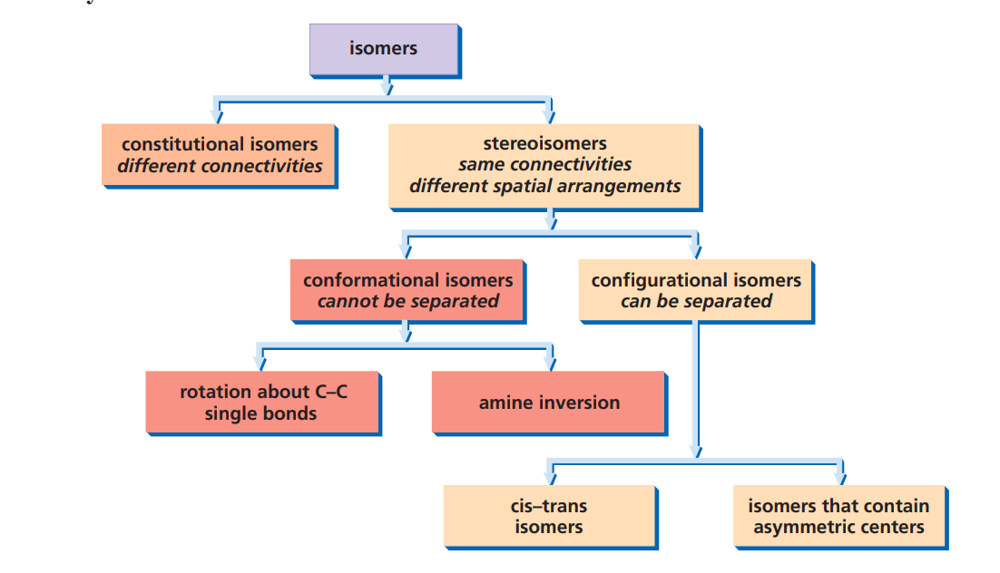 isomers
constitutional isomers
different connectivities
stereoisomers
same connectivities
different spatial arrangements
conformational isomers
cannot be separated
configurational isomers
can be separated
rotation about C–C
single bonds
amine inversion
cis–trans
isomers
isomers that contain
asymmetric centers